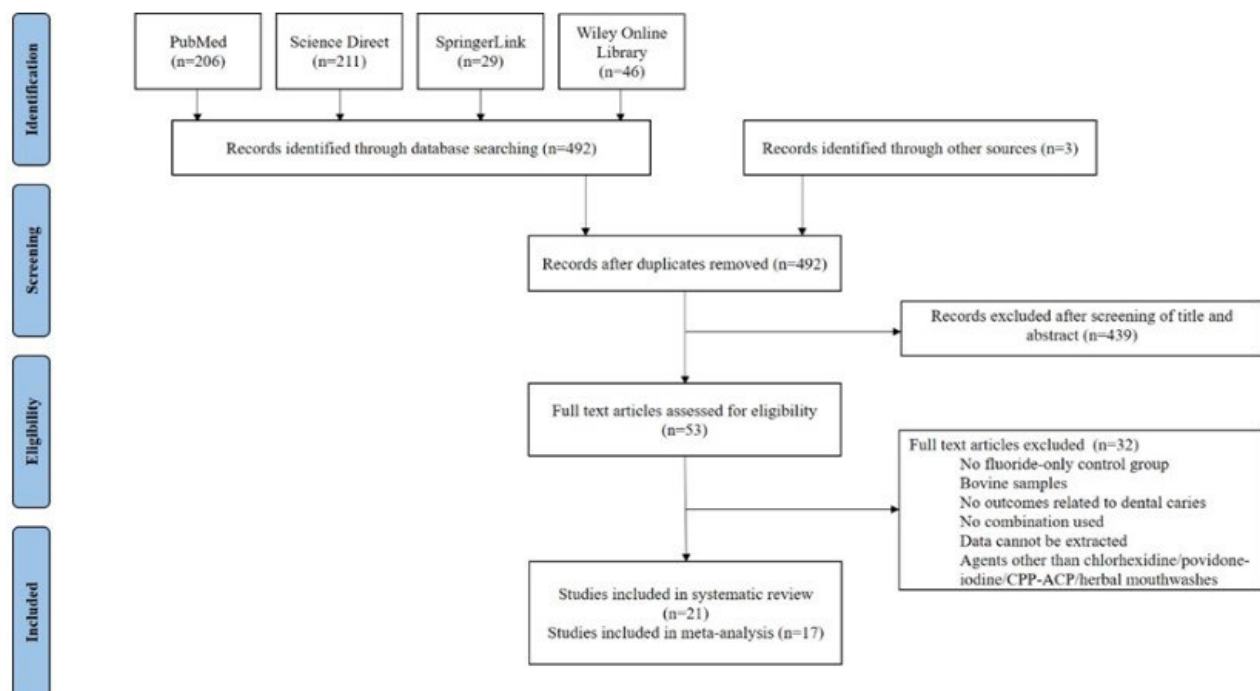 Identification
PubMed
(n=206)
Science Direct
(n=211)
SpringerLink
(n=29)
Wiley Online
Library
(n=46)
Records identified through database searching (n=492)
Records identified through other sources (n=3)
Screening
Records after duplicates removed (n=492)
Records excluded after screening of title and
abstract (n=439)
Eligibility
Full text articles assessed for eligibility
(n=53)
Full text articles excluded (n=32)
No fluoride-only control group
Bovine samples
No outcomes related to dental caries
No combination used
Data cannot be extracted
Agents other than chlorhexidine/povidone-
iodine/CPP-ACP/herbal mouthwashes
Included
Studies included in systematic review
(n=21)
Studies included in meta-analysis (n=17)